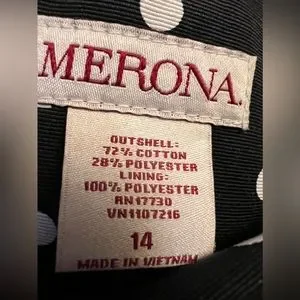 MERONA.
OUTSHELL:
72% COTTON
28% POLYESTER
LINING:
100% POLYESTER
RN17730
VN1107216
14
MADE IN VIETNAM